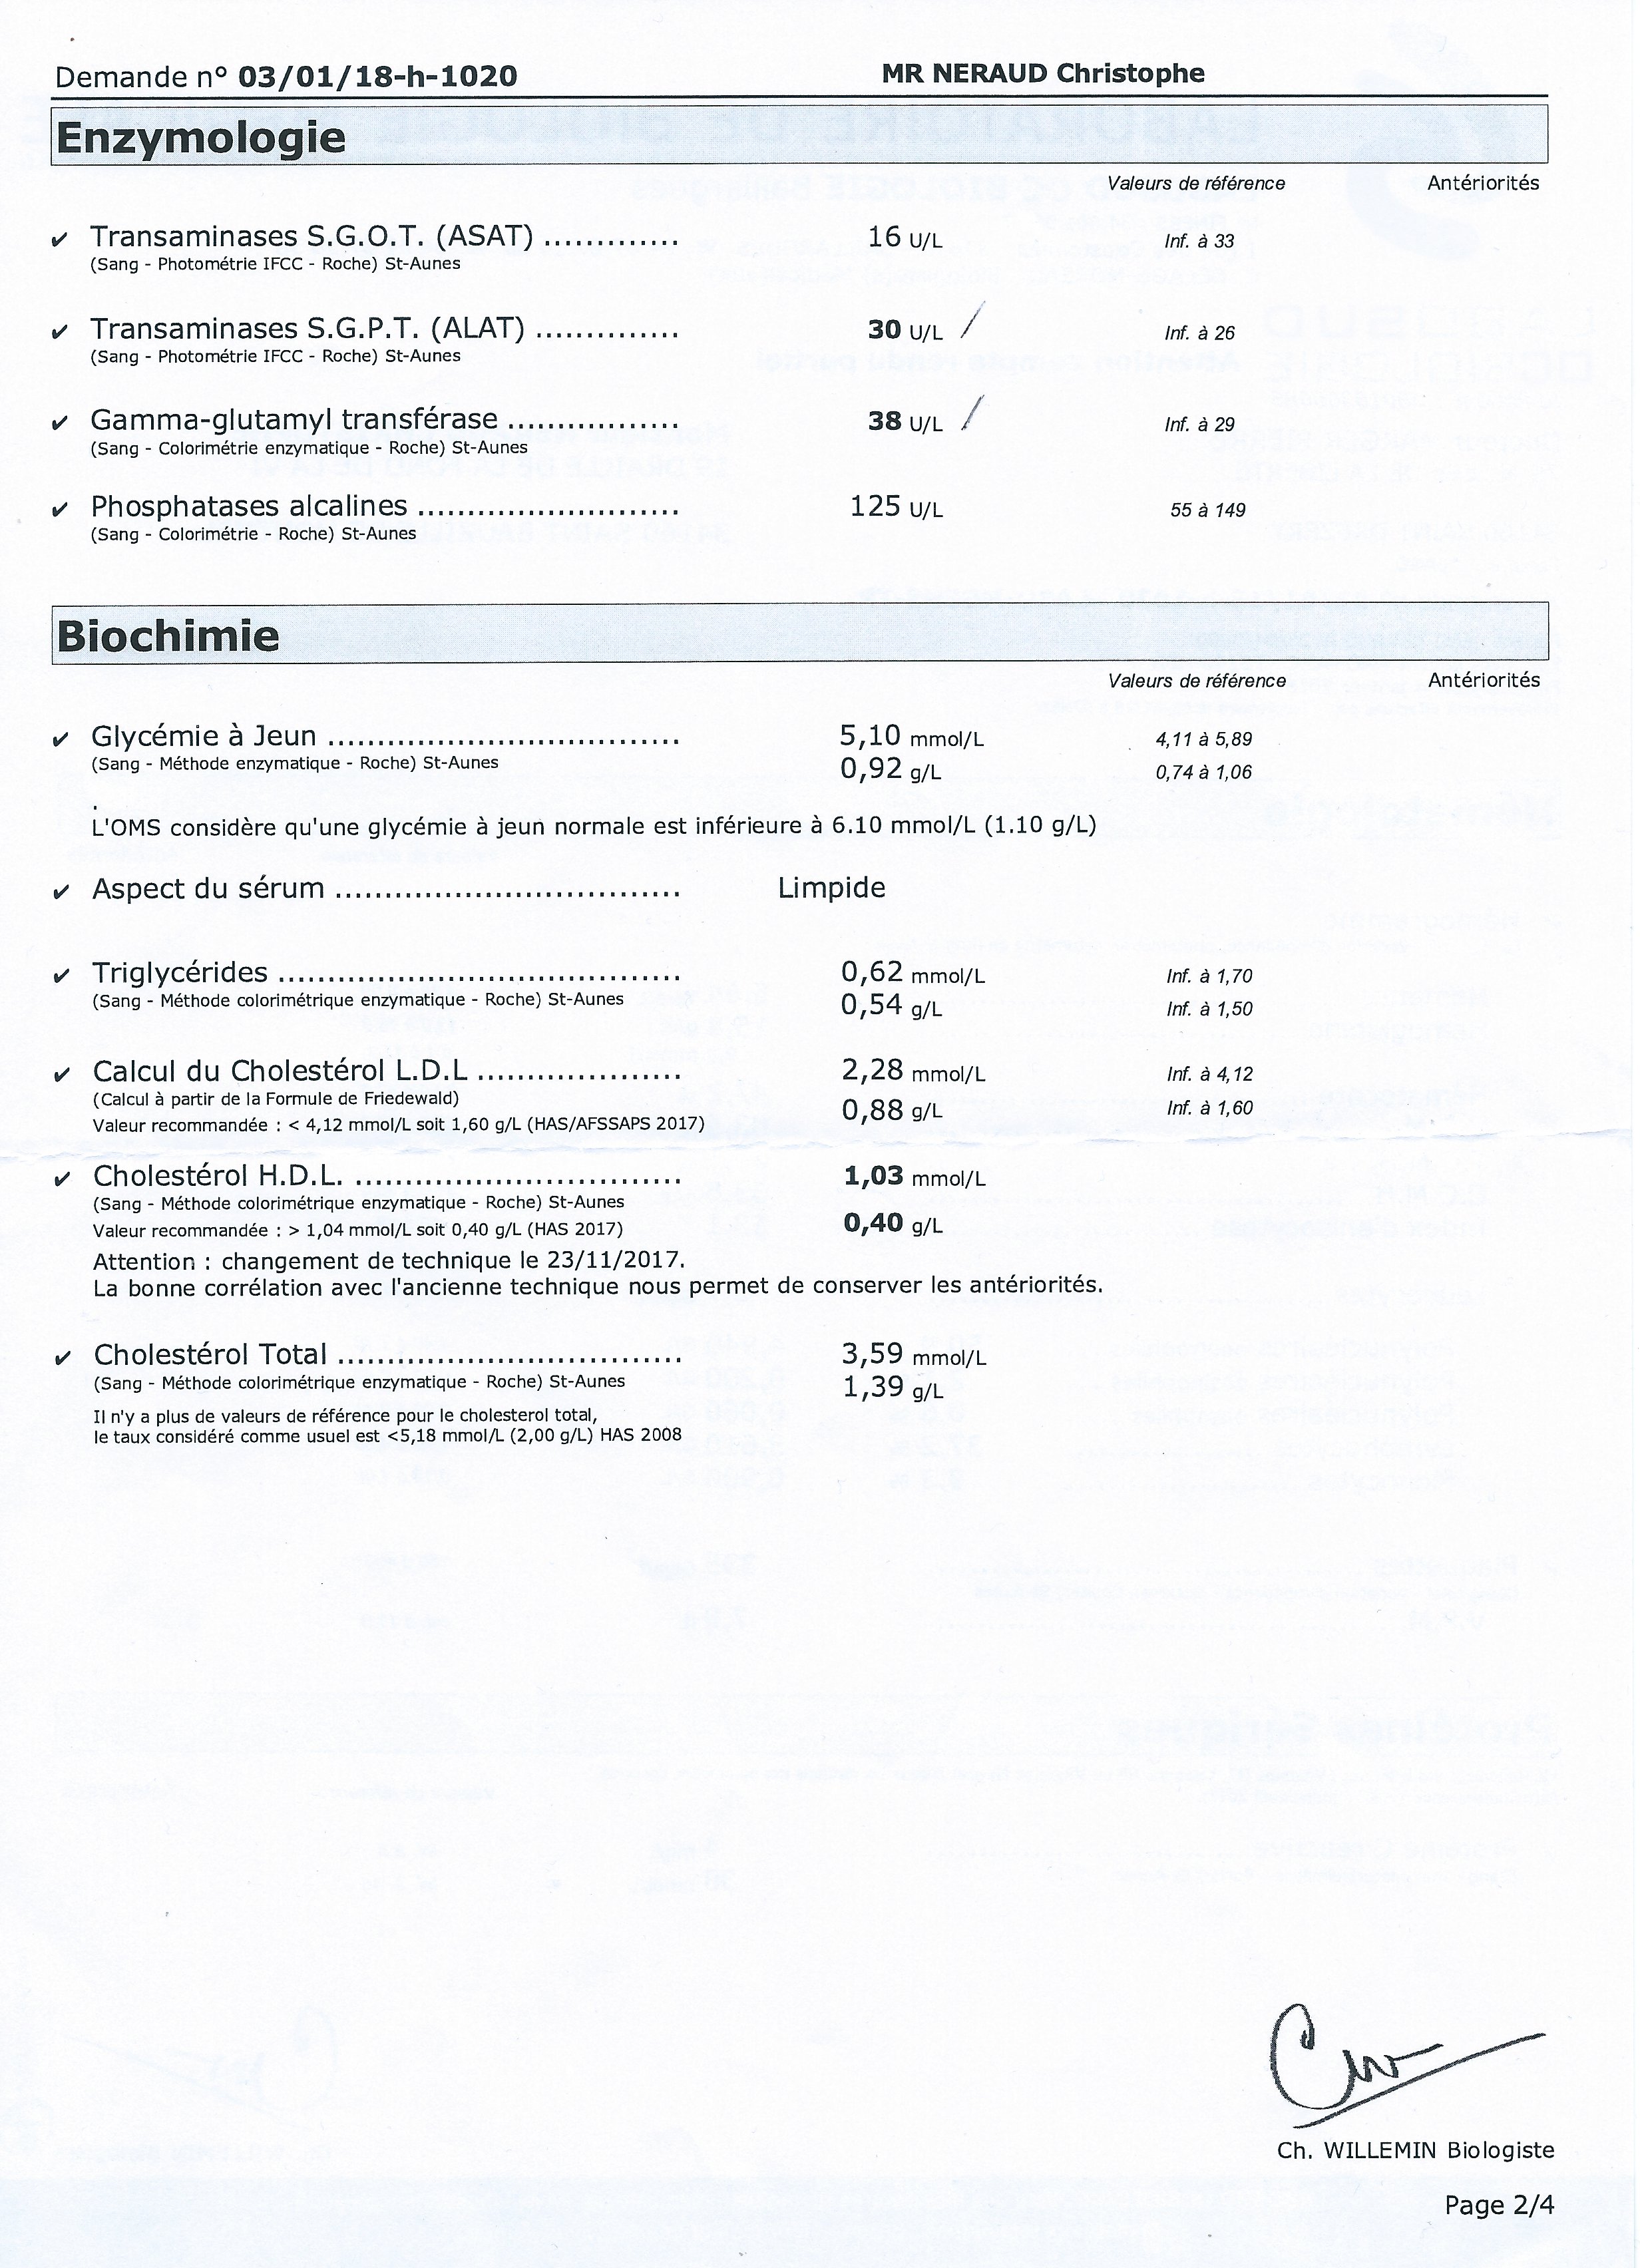 Demande n° 03/01/18-h-1020 MR NERAUD Christophe
Enzymologie
Valeurs de référence Antériorités
✔ Transaminases S.G.O.T. (ASAT) ............. 16 U/L Inf. à 33
(Sang - Photométrie IFCC - Roche) St-Aunes
✔ Transaminases S.G.P.T. (ALAT) .............. 30 U/L / Inf. à 26
(Sang - Photométrie IFCC - Roche) St-Aunes
✔ Gamma-glutamyl transférase ................. 38 U/L / Inf. à 29
(Sang - Colorimétrie enzymatique - Roche) St-Aunes
✔ Phosphatases alcalines .......................... 125 U/L 55 à 149
(Sang - Colorimétrie - Roche) St-Aunes
Biochimie
Valeurs de référence Antériorités
✔ Glycémie à Jeun ................................... 5,10 mmol/L 4,11 à 5,89
(Sang - Méthode enzymatique - Roche) St-Aunes 0,92 g/L 0,74 à 1,06
.
L'OMS considère qu'une glycémie à jeun normale est inférieure à 6.10 mmol/L (1.10 g/L)
✔ Aspect du sérum .................................. Limpide
✔ Triglycérides ........................................ 0,62 mmol/L Inf. à 1,70
(Sang - Méthode colorimétrique enzymatique - Roche) St-Aunes 0,54 g/L Inf. à 1,50
✔ Calcul du Cholestérol L.D.L .................... 2,28 mmol/L Inf. à 4,12
(Calcul à partir de la Formule de Friedewald) 0,88 g/L Inf. à 1,60
Valeur recommandée : < 4,12 mmol/L soit 1,60 g/L (HAS/AFSSAPS 2017)
✔ Cholestérol H.D.L. ................................ 1,03 mmol/L
(Sang - Méthode colorimétrique enzymatique - Roche) St-Aunes
Valeur recommandée : > 1,04 mmol/L soit 0,40 g/L (HAS 2017) 0,40 g/L
Attention : changement de technique le 23/11/2017.
La bonne corrélation avec l'ancienne technique nous permet de conserver les antériorités.
✔ Cholestérol Total .................................. 3,59 mmol/L
(Sang - Méthode colorimétrique enzymatique - Roche) St-Aunes 1,39 g/L
Il n'y a plus de valeurs de référence pour le cholesterol total,
le taux considéré comme usuel est <5,18 mmol/L (2,00 g/L) HAS 2008
Ch. WILLEMIN Biologiste
Page 2/4